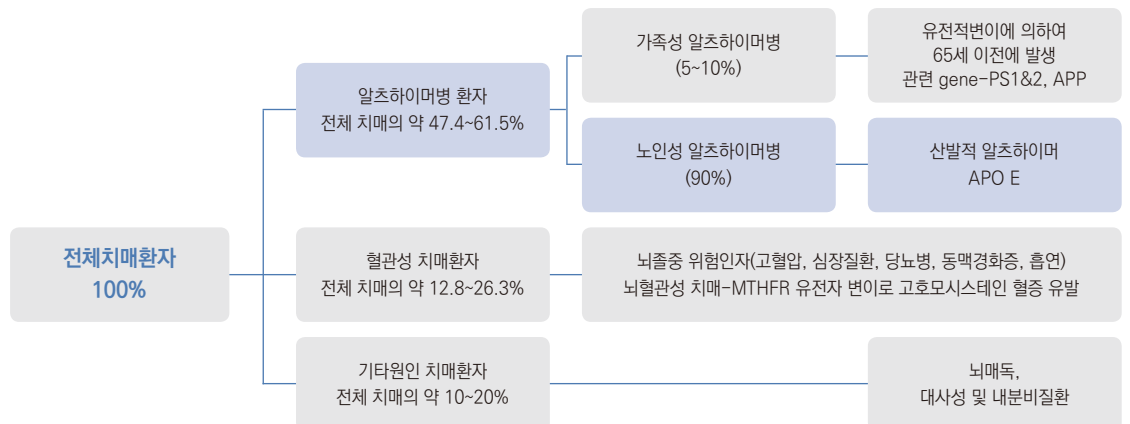 전체치매환자
100%
알츠하이머병 환자
전체 치매의 약 47.4~61.5%
가족성 알츠하이머병
(5~10%)
유전적변이에 의하여
65세 이전에 발생
관련 gene-PS1&2, APP
노인성 알츠하이머병
(90%)
산발적 알츠하이머
APO E
혈관성 치매환자
전체 치매의 약 12.8~26.3%
뇌졸중 위험인자(고혈압, 심장질환, 당뇨병, 동맥경화증, 흡연)
뇌혈관성 치매-MTHFR 유전자 변이로 고호모시스테인 혈증 유발
기타원인 치매환자
전체 치매의 약 10~20%
뇌매독,
대사성 및 내분비질환